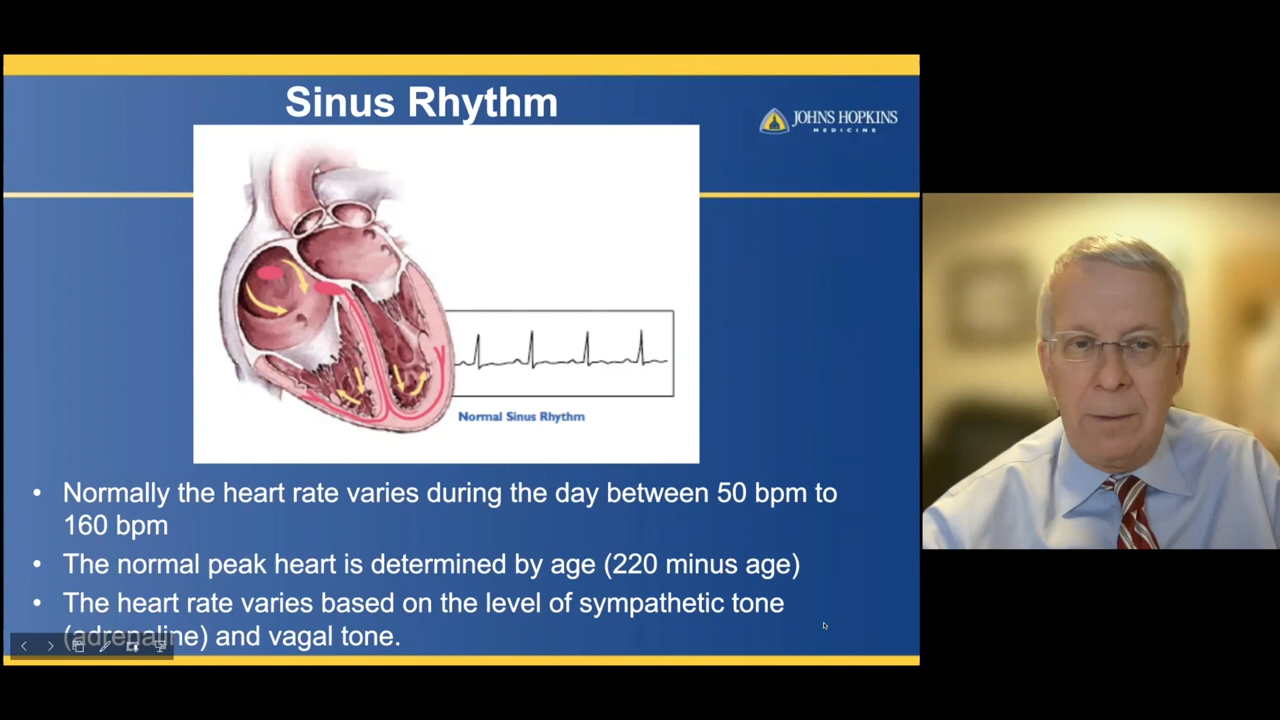 Sinus Rhythm
JOHNS HOPKINS
MEDICINE
Normal Sinus Rhythm
• Normally the heart rate varies during the day between 50 bpm to
160 bpm
• The normal peak heart is determined by age (220 minus age)
• The heart rate varies based on the level of sympathetic tone
(adrenaline) and vagal tone.